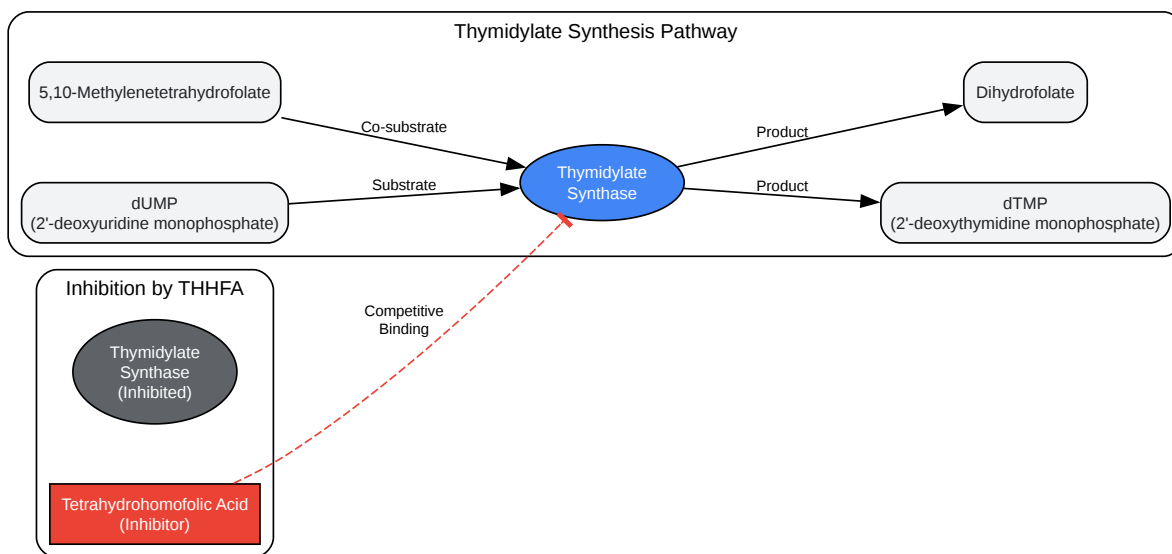 Thymidylate Synthesis Pathway
5,10-Methylenetetrahydrofolate
Dihydrofolate
Co-substrate
Product
Thymidylate
Synthase
Substrate
Product
dUMP
(2'-deoxyuridine monophosphate)
dTMP
(2'-deoxythymidine monophosphate)
Inhibition by THHFA
Competitive
Binding
Thymidylate
Synthase
(Inhibited)
Tetrahydrohomofolic Acid
(Inhibitor)